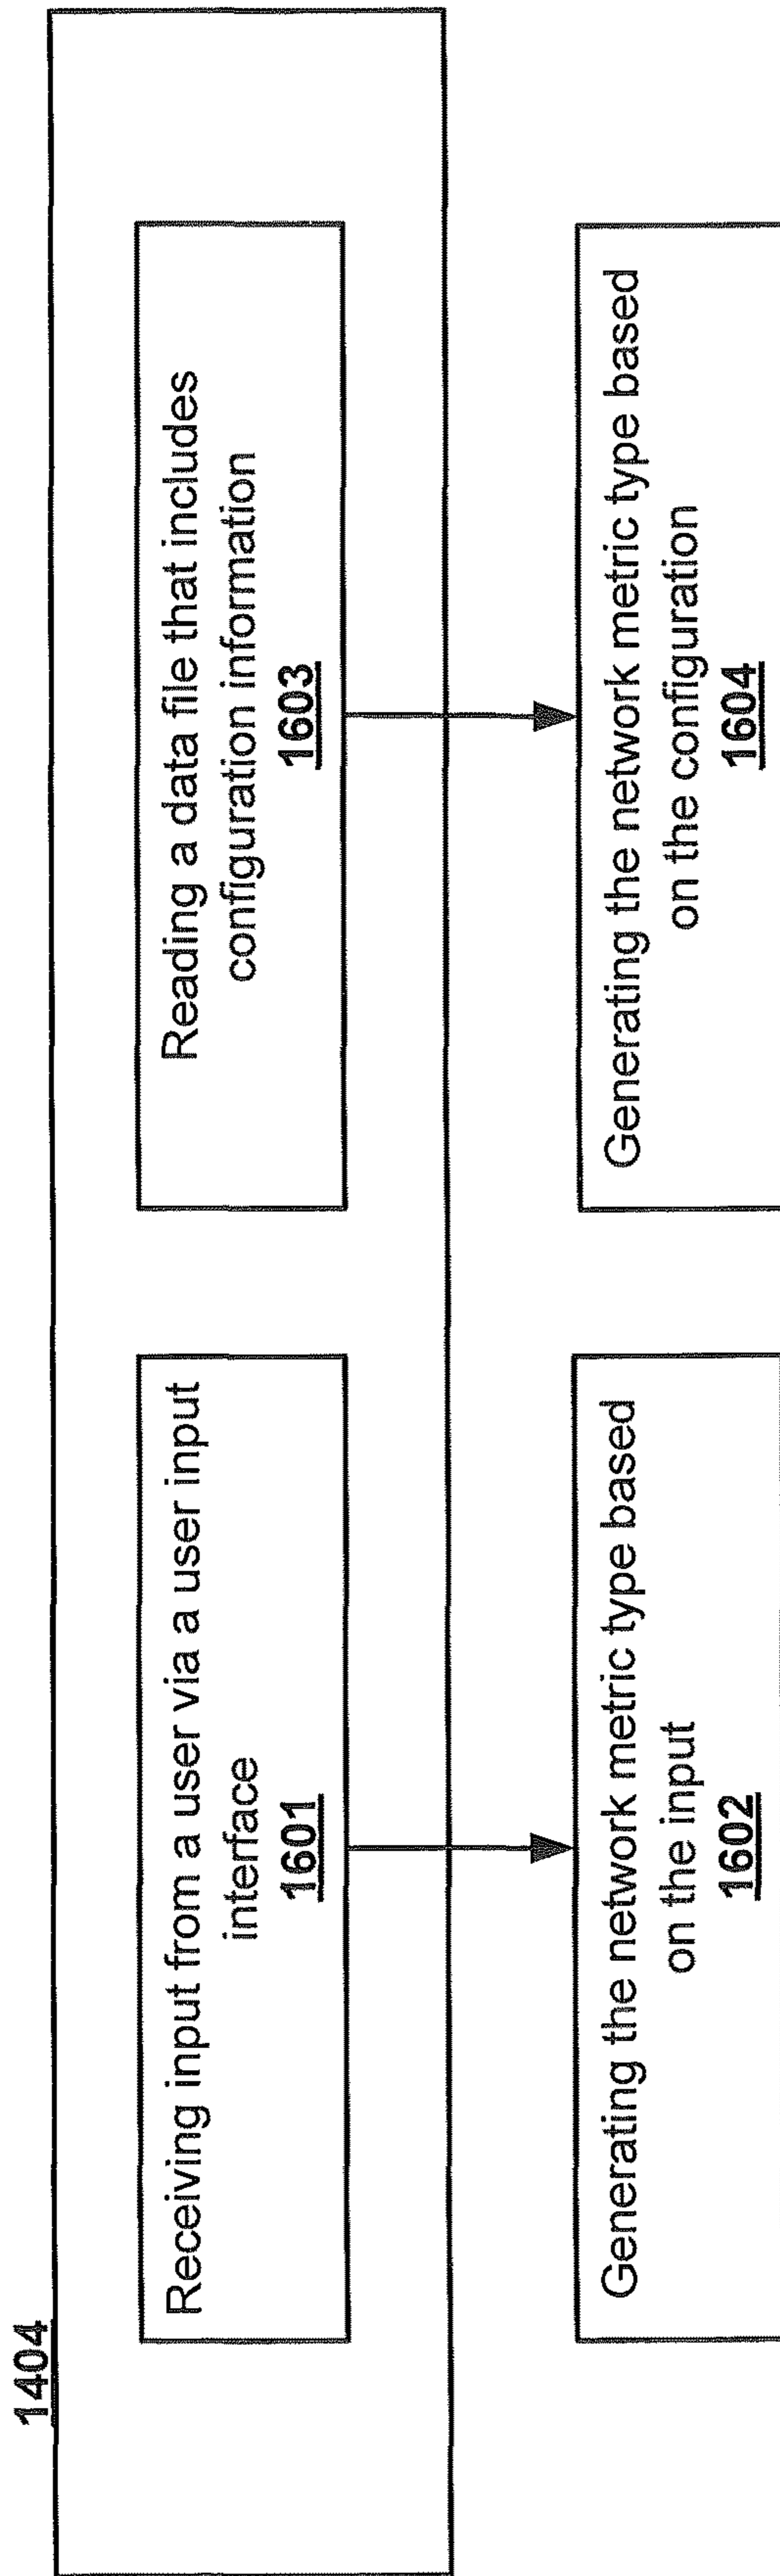 1404
Receiving input from a user via a user input
interface
1601
Reading a data file that includes
configuration information
1603
Generating the network metric type based
on the input
1602
Generating the network metric type based
on the configuration
1604